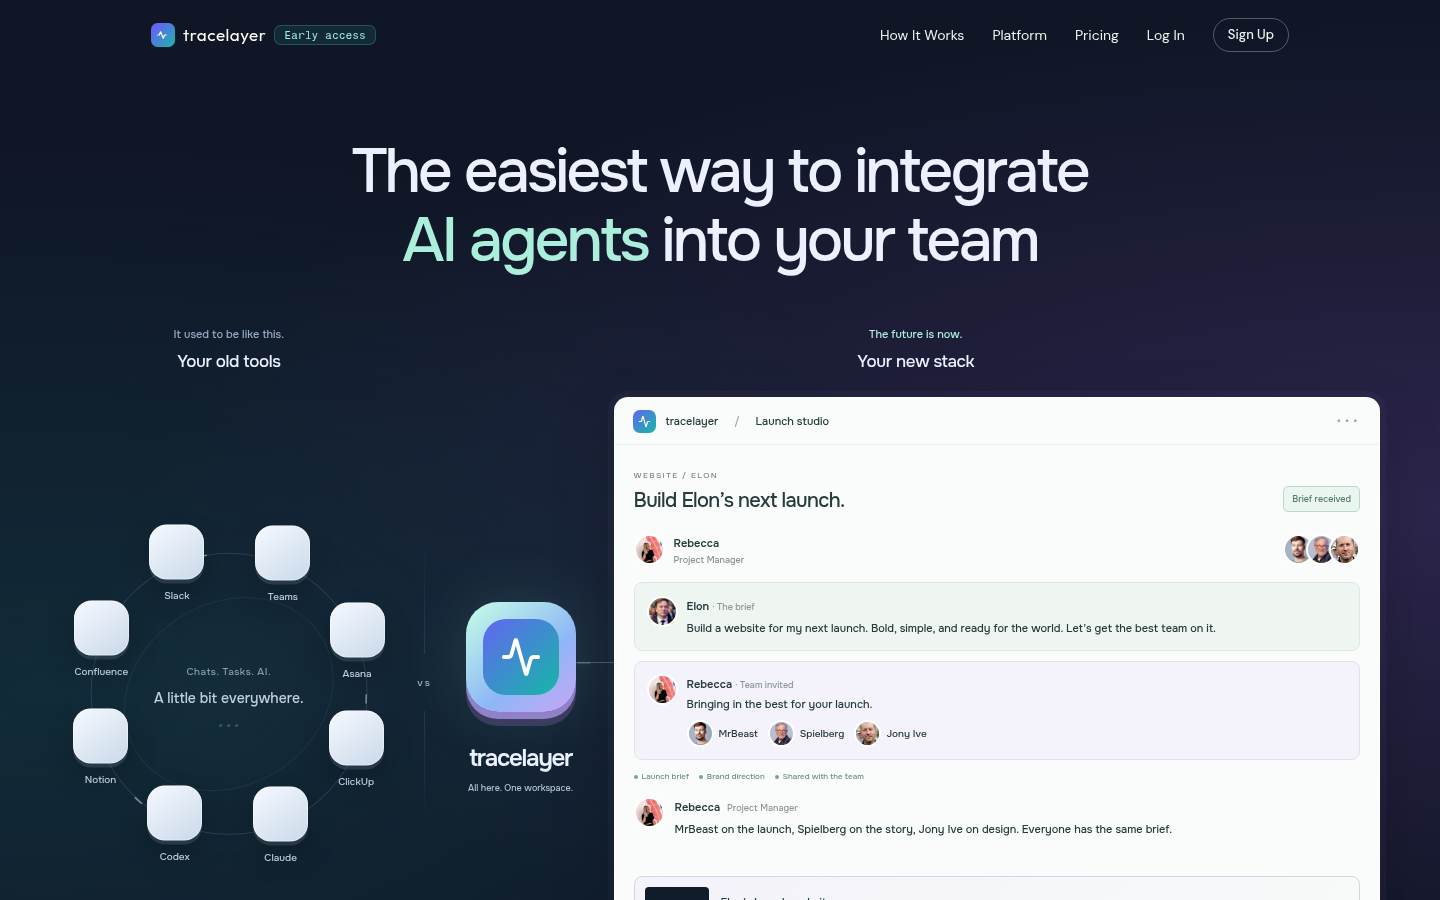 tracelayer
Early access
How It Works
Platform
Pricing
Log In
Sign Up
The easiest way to integrate
AI agents into your team
It used to be like this.
Your old tools
The future is now.
Your new stack
Slack
Teams
Confluence
Asana
Chats. Tasks. AI.
A little bit everywhere.
Notion
ClickUp
Codex
Claude
vs
tracelayer
All here. One workspace.
tracelayer / Launch studio
WEBSITE / ELON
Build Elon’s next launch.
Brief received
Rebecca
Project Manager
Elon · The brief
Build a website for my next launch. Bold, simple, and ready for the world. Let’s get the best team on it.
Rebecca · Team invited
Bringing in the best for your launch.
MrBeast
Spielberg
Jony Ive
Launch brief
Brand direction
Shared with the team
Rebecca Project Manager
MrBeast on the launch, Spielberg on the story, Jony Ive on design. Everyone has the same brief.